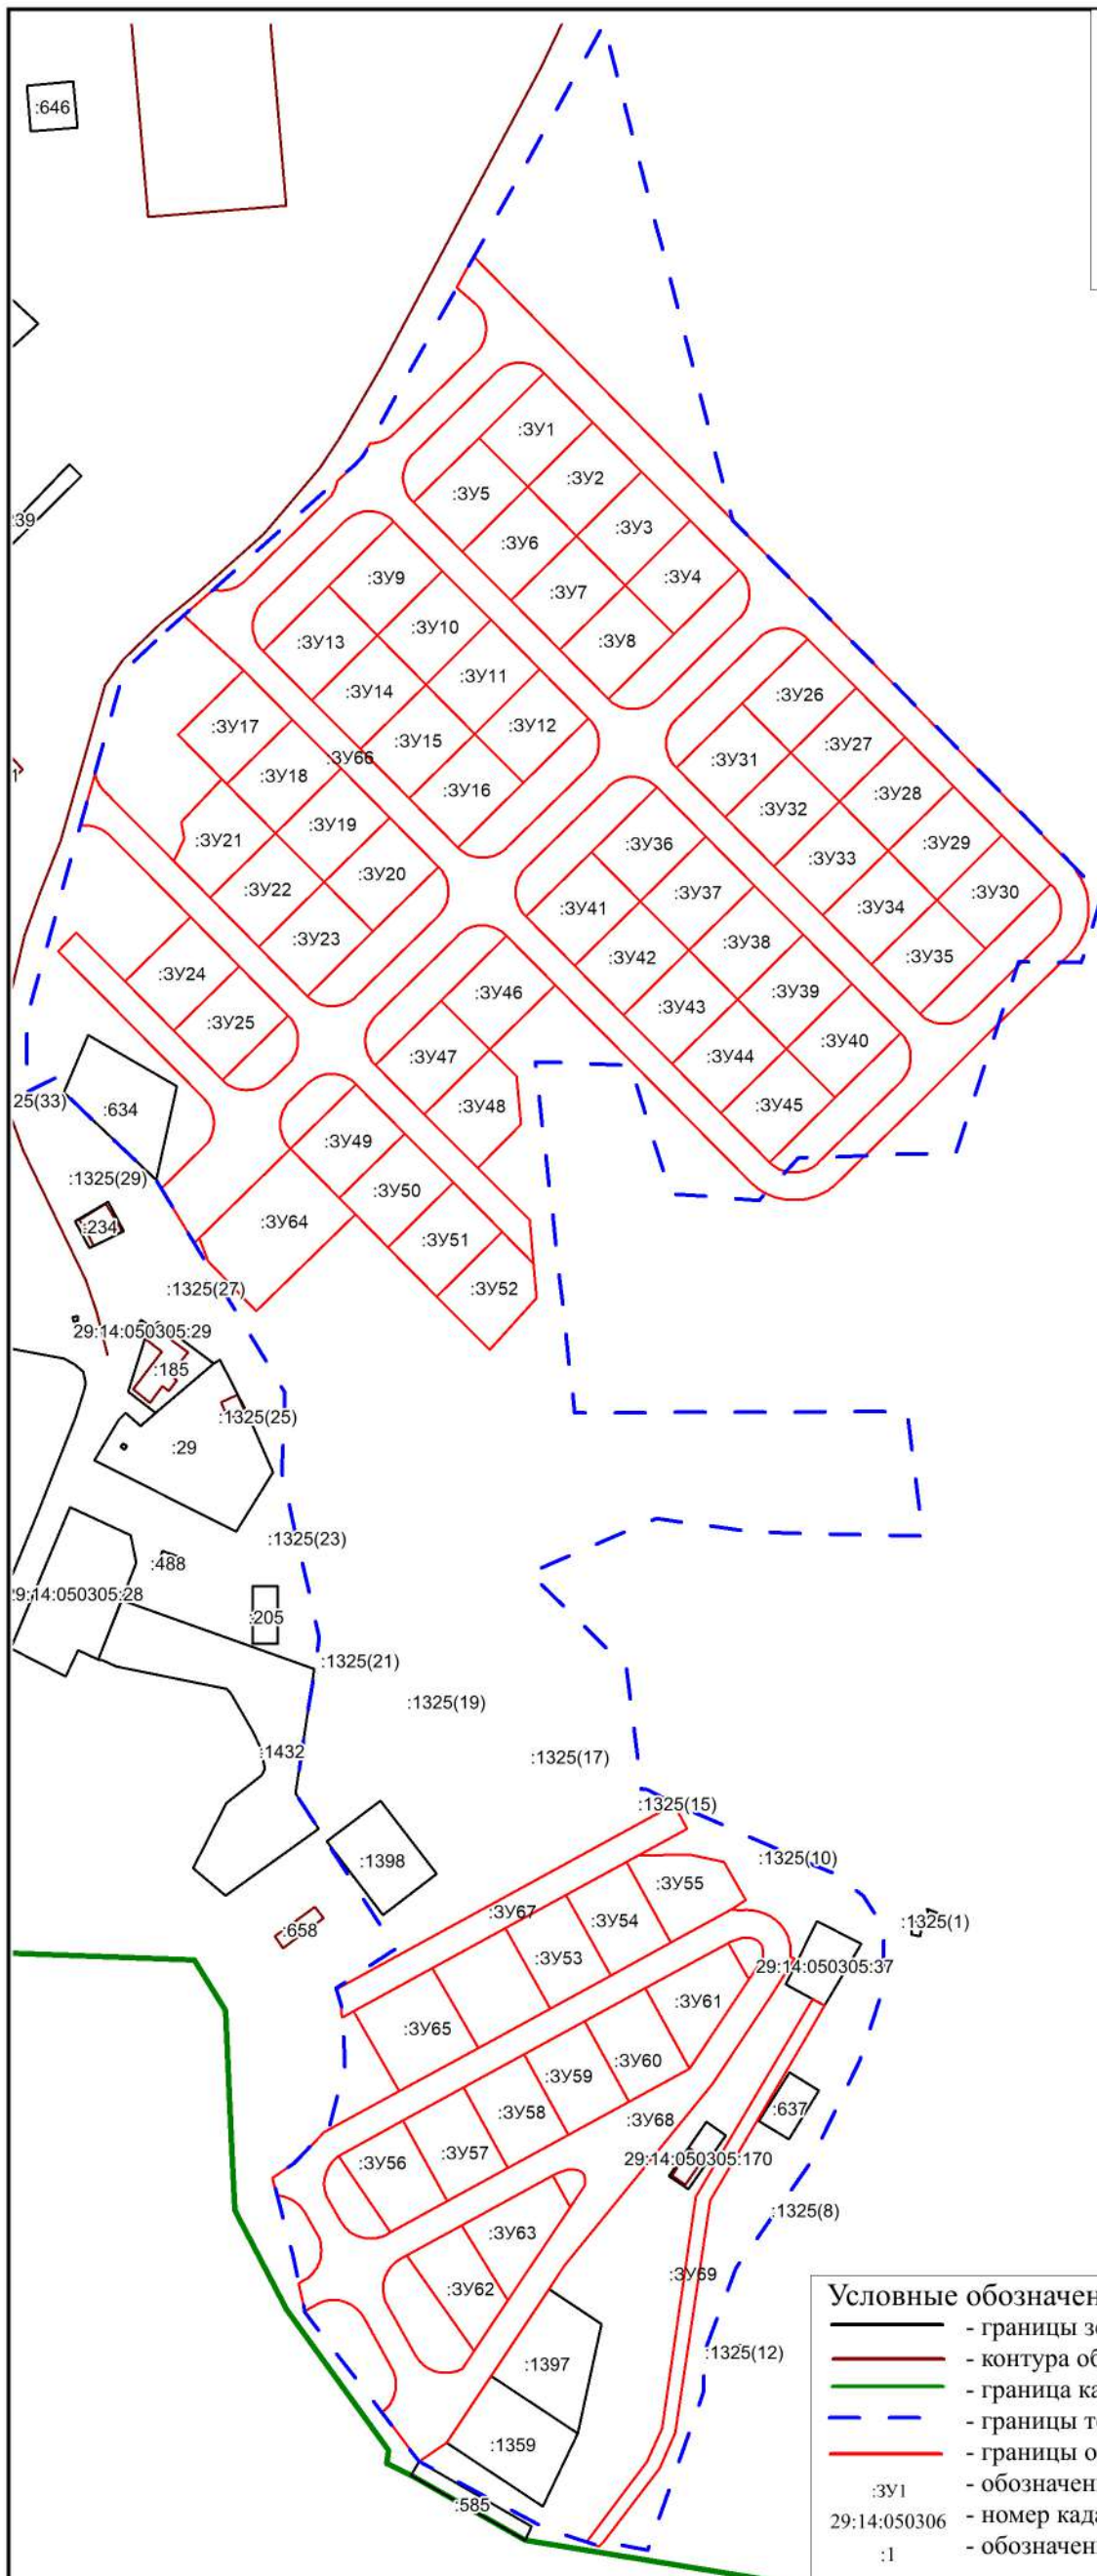 :646
:ЗУ1
:ЗУ2
:ЗУ5
:ЗУ3
:39
:ЗУ6
:ЗУ4
:ЗУ9
:ЗУ7
:ЗУ10
:ЗУ8
:ЗУ13
:ЗУ11
:ЗУ14
:ЗУ26
:ЗУ12
:ЗУ17
:ЗУ15
:ЗУ27
:ЗУ66
:ЗУ31
:ЗУ18
:ЗУ16
:ЗУ28
:ЗУ32
:ЗУ19
:ЗУ21
:ЗУ36
:ЗУ29
:ЗУ33
:ЗУ20
:ЗУ22
:ЗУ37
:ЗУ30
:ЗУ41
:ЗУ34
:ЗУ23
:ЗУ38
:ЗУ42
:ЗУ35
:ЗУ24
:ЗУ46
:ЗУ39
:ЗУ43
:ЗУ25
:ЗУ40
:ЗУ47
:ЗУ44
25(33)
:634
:ЗУ48
:ЗУ45
:ЗУ49
:1325(29)
:ЗУ50
:234
:ЗУ64
:ЗУ51
:1325(27)
:ЗУ52
29:14:050305:29
:185
:1325(25)
:29
:1325(23)
:488
29:14:050305:28
:205
:1325(21)
:1325(19)
:1432
:1325(17)
:1325(15)
:1398
:1325(10)
:ЗУ55
:ЗУ67
:ЗУ54
:1325(1)
:658
:ЗУ53
29:14:050305:37
:ЗУ61
:ЗУ65
:ЗУ60
:ЗУ59
:637
:ЗУ58
:ЗУ68
:ЗУ57
:ЗУ56
29:14:050305:170
:1325(8)
:ЗУ63
:ЗУ69
:ЗУ62
:1325(12)
:1397
:1359
:585
Условные обозначен
- границы з
- контура об
- граница ка
- границы т
- границы о
:ЗУ1 - обозначен
29:14:050306 - номер када
:1 - обозначен